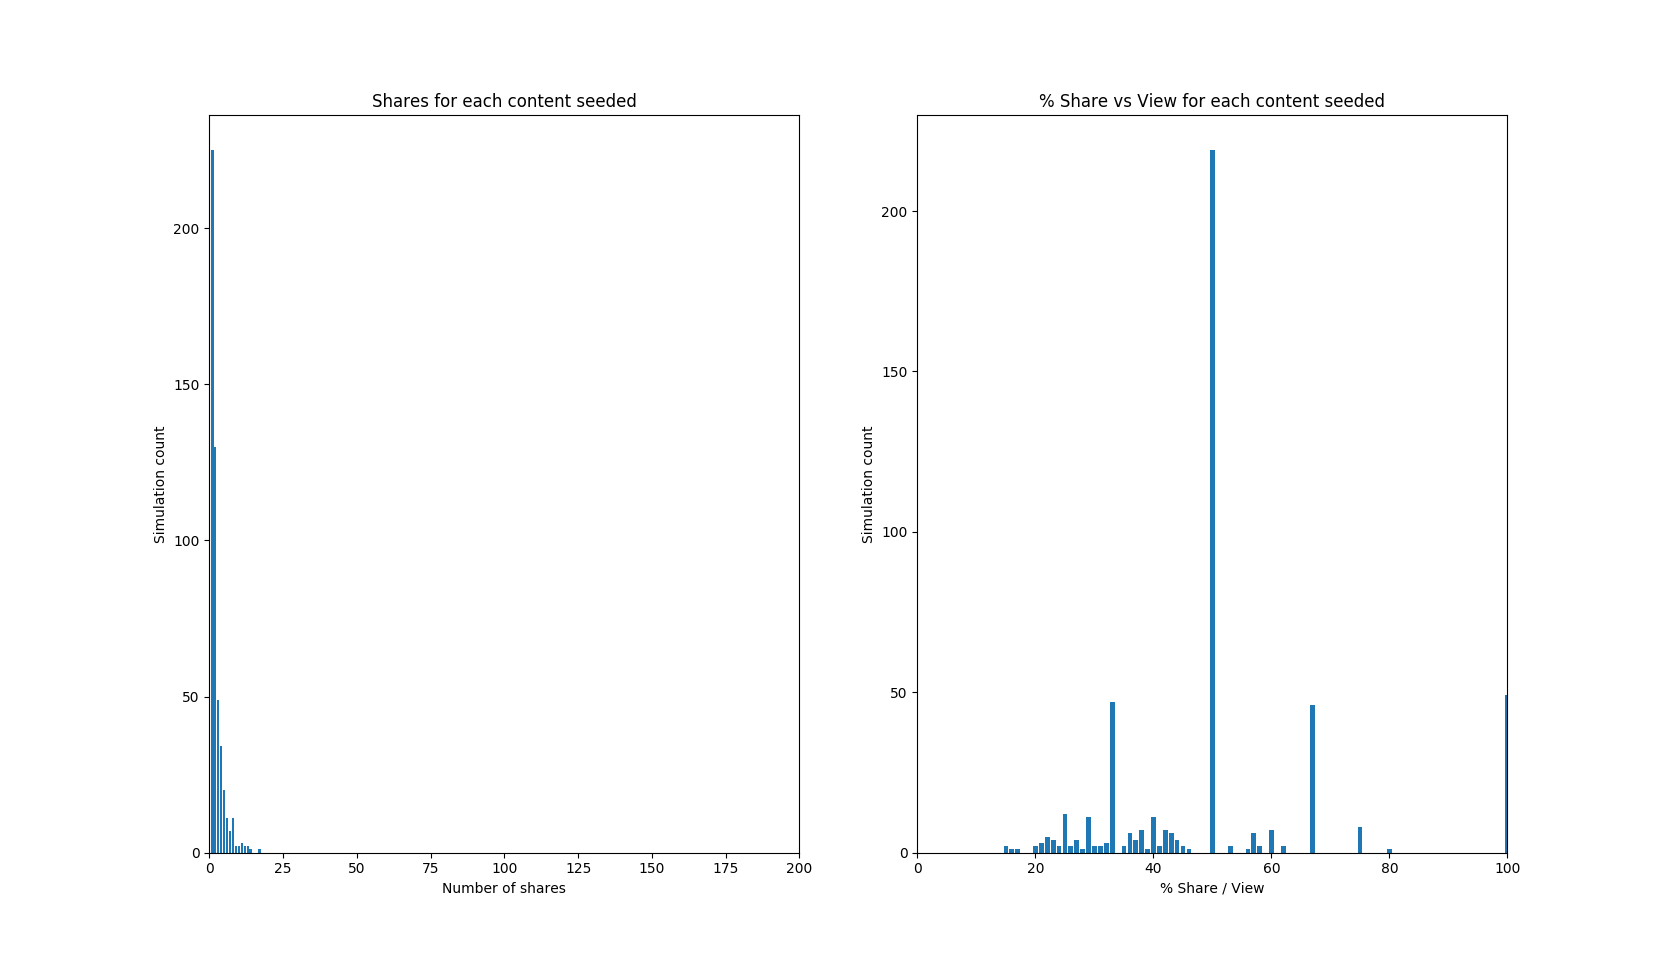 Shares for each content seeded
Simulation count
200
150
100
50
0
0 25 50 75 100 125 150 175 200
Number of shares
% Share vs View for each content seeded
Simulation count
200
150
100
50
0
0 20 40 60 80 100
% Share / View